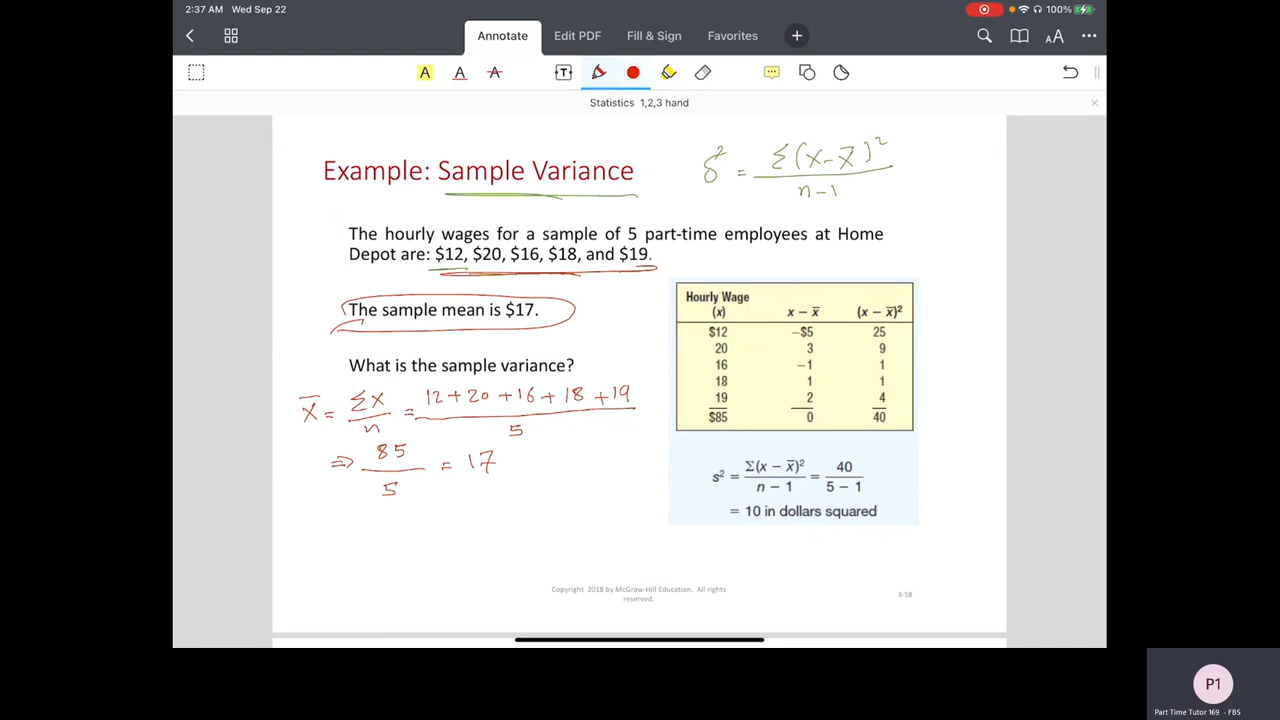 2:37 AM Wed Sep 22
100%
Annotate Edit PDF Fill & Sign Favorites +
AA
A A A T
Statistics 1,2,3 hand
Example: Sample Variance
δ² = Σ(x-x̄)² / n-1
The hourly wages for a sample of 5 part-time employees at Home
Depot are: $12, $20, $16, $18, and $19.
The sample mean is $17.
What is the sample variance?
x̄ = Σx / n = 12+20+16+18+19 / 5
⇒ 85 / 5 = 17
Hourly Wage
(x) x – x̄ (x – x̄)²
$12 –$5 25
20 3 9
16 –1 1
18 1 1
19 2 4
$85 0 40
s² = Σ(x – x̄)² / n – 1 = 40 / 5 – 1
= 10 in dollars squared
Copyright 2018 by McGraw-Hill Education. All rights
reserved.
3-58
P1
Part Time Tutor 169 - FBS